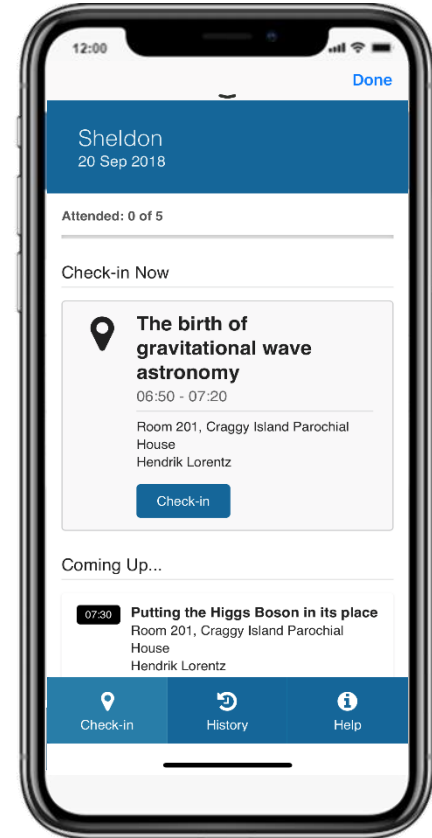 12:00
Done
Sheldon
20 Sep 2018
Attended: 0 of 5
Check-in Now
The birth of
gravitational wave
astronomy
06:50 - 07:20
Room 201, Craggy Island Parochial
House
Hendrik Lorentz
Check-in
Coming Up...
07:30 Putting the Higgs Boson in its place
Room 201, Craggy Island Parochial
House
Hendrik Lorentz
Check-in History Help